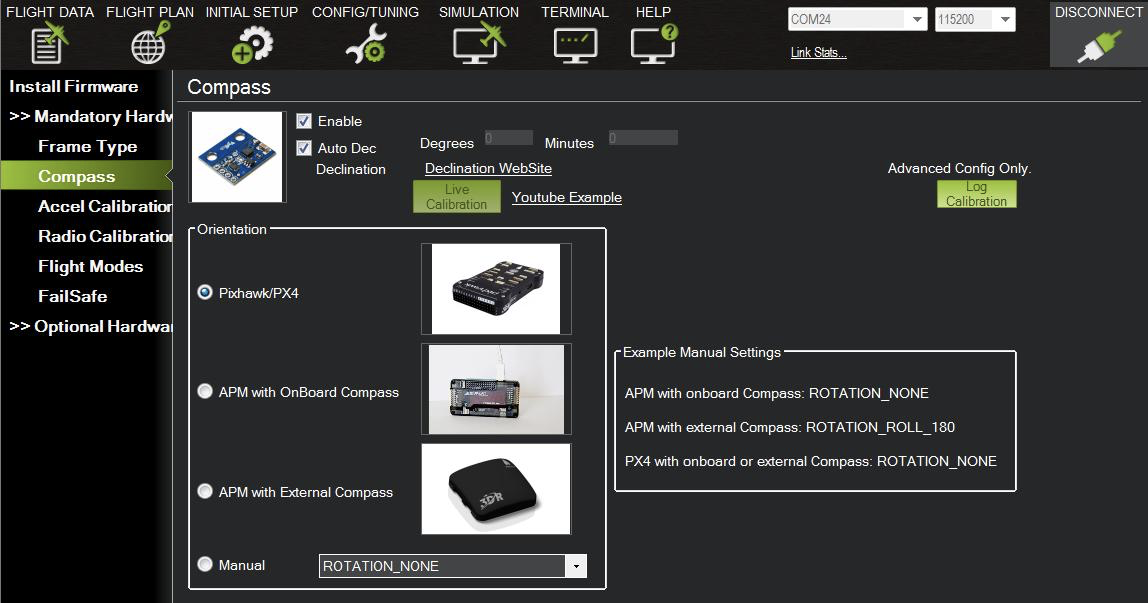 FLIGHT DATA FLIGHT PLAN INITIAL SETUP CONFIG/TUNING SIMULATION TERMINAL HELP
COM24 115200
DISCONNECT
Link Stats...
Install Firmware
>> Mandatory Hardw
Frame Type
Compass
Accel Calibration
Radio Calibration
Flight Modes
FailSafe
>> Optional Hardwa
Compass
Enable
Auto Dec
Declination
Degrees 0 Minutes 0
Declination WebSite
Live
Calibration
Youtube Example
Advanced Config Only.
Log
Calibration
Orientation
Pixhawk/PX4
APM with OnBoard Compass
APM with External Compass
3DR
Manual
ROTATION_NONE
Example Manual Settings
APM with onboard Compass: ROTATION_NONE
APM with external Compass: ROTATION_ROLL_180
PX4 with onboard or external Compass: ROTATION_NONE